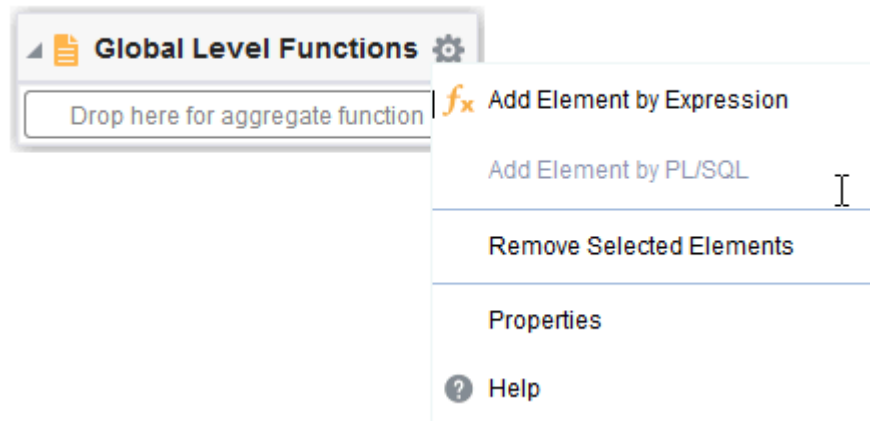 Global Level Functions
Drop here for aggregate function
fx Add Element by Expression
Add Element by PL/SQL
Remove Selected Elements
Properties
? Help